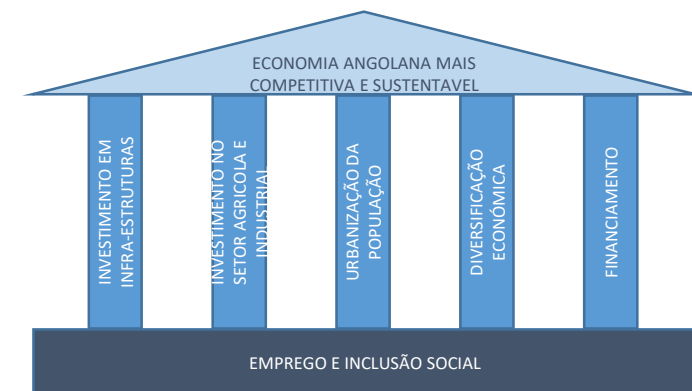 ECONOMIA ANGOLANA MAIS
COMPETITIVA E SUSTENTAVEL
INVESTIMENTO EM
INFRA-ESTRUTURAS
INVESTIMENTO NO
SETOR AGRICOLA E
INDUSTRIAL
URBANIZAÇÃO DA
POPULAÇÃO
DIVERSIFICAÇÃO
ECONÓMICA
FINANCIAMENTO
EMPREGO E INCLUSÃO SOCIAL